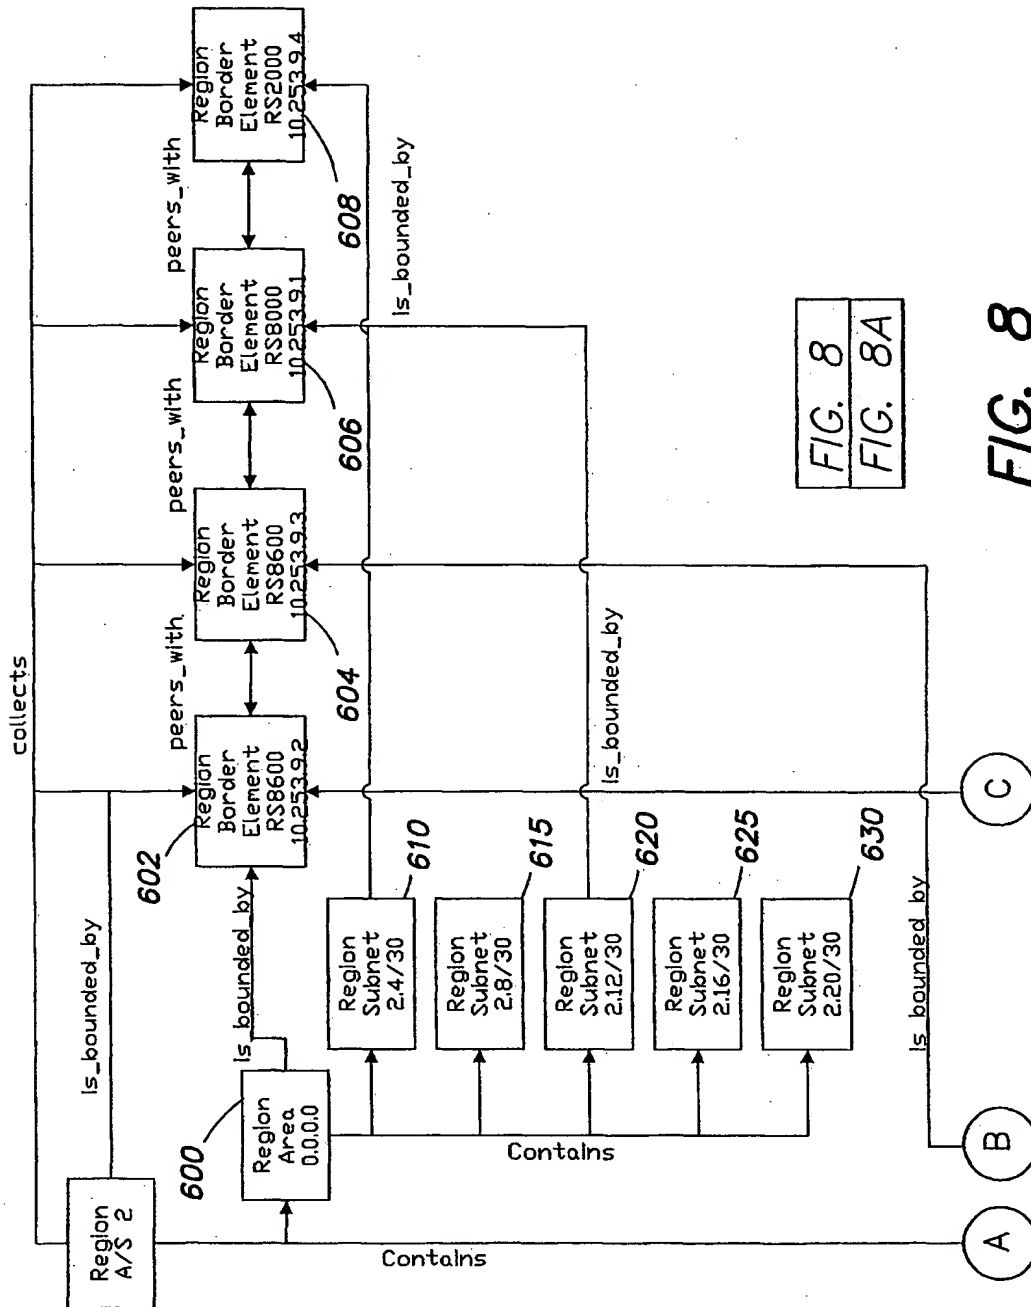 collects
Region
A/S 2
Is_bounded_by
Contains
600
Region
Area
0.0.0.0
Is_bounded_by
Contains
602
Region
Border
Element
RS8600
10.253.9.2
peers_with
Region
Border
Element
RS8600
10.253.9.3
604
peers_with
Region
Border
Element
RS8000
10.253.9.1
606
peers_with
Region
Border
Element
RS2000
10.253.9.4
608
Region
Subnet
2.4/30
610
Region
Subnet
2.8/30
615
Region
Subnet
2.12/30
620
Region
Subnet
2.16/30
625
Region
Subnet
2.20/30
630
Is_bounded_by
Is_bounded_by
Is_bounded_by
A
B
C
FIG. 8
FIG. 8A
FIG. 8